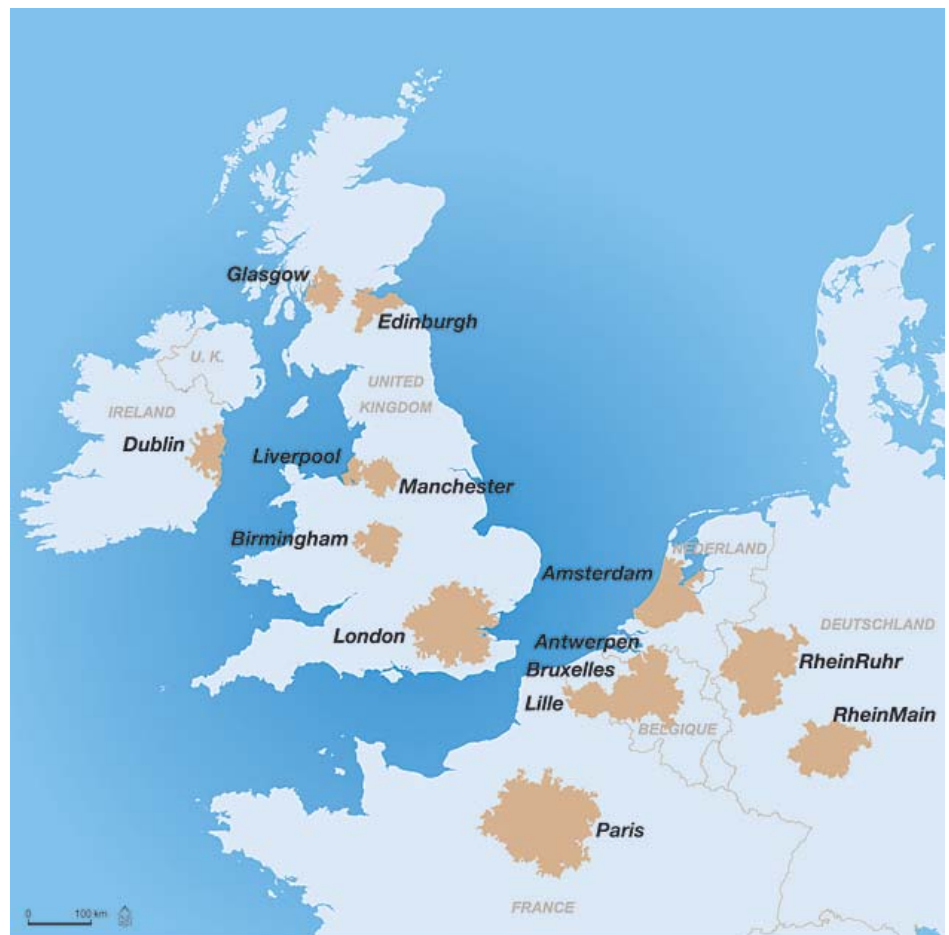 Glasgow
Edinburgh
U. K.
UNITED
KINGDOM
IRELAND
Dublin
Liverpool
Manchester
Birmingham
NEDERLAND
Amsterdam
London
DEUTSCHLAND
Antwerpen
Bruxelles
RheinRuhr
Lille
BELGIQUE
RheinMain
Paris
FRANCE
0 100 km